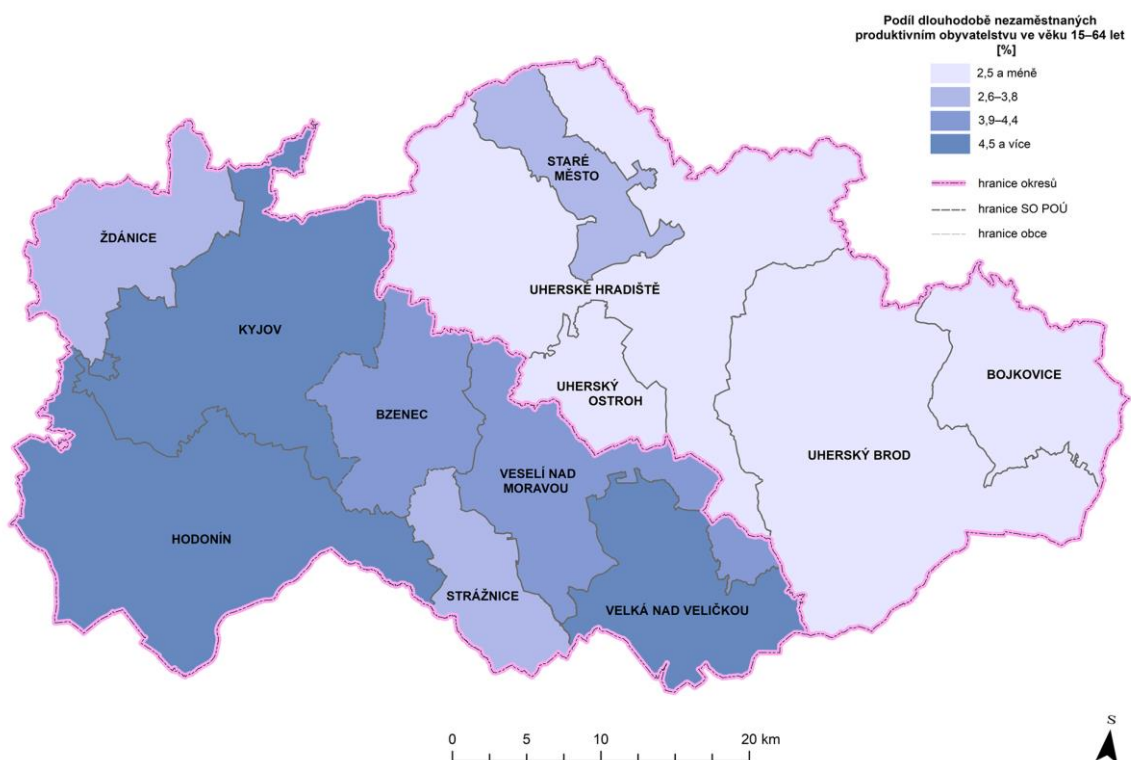 Podíl dlouhodobě nezaměstnaných
produktivním obyvatelstvu ve věku 15–64 let
[%]
2,5 a méně
2,6–3,8
3,9–4,4
4,5 a více
hranice okresů
hranice SO POÚ
hranice obce
STARÉ
MĚSTO
ŽDÁNICE
UHERSKÉ HRADIŠTĚ
KYJOV
BOJKOVICE
UHERSKÝ
OSTROH
BZENEC
UHERSKÝ BROD
VESELÍ NAD
MORAVOU
HODONÍN
STRÁŽNICE
VELKÁ NAD VELIČKOU
0 5 10 20 km
S